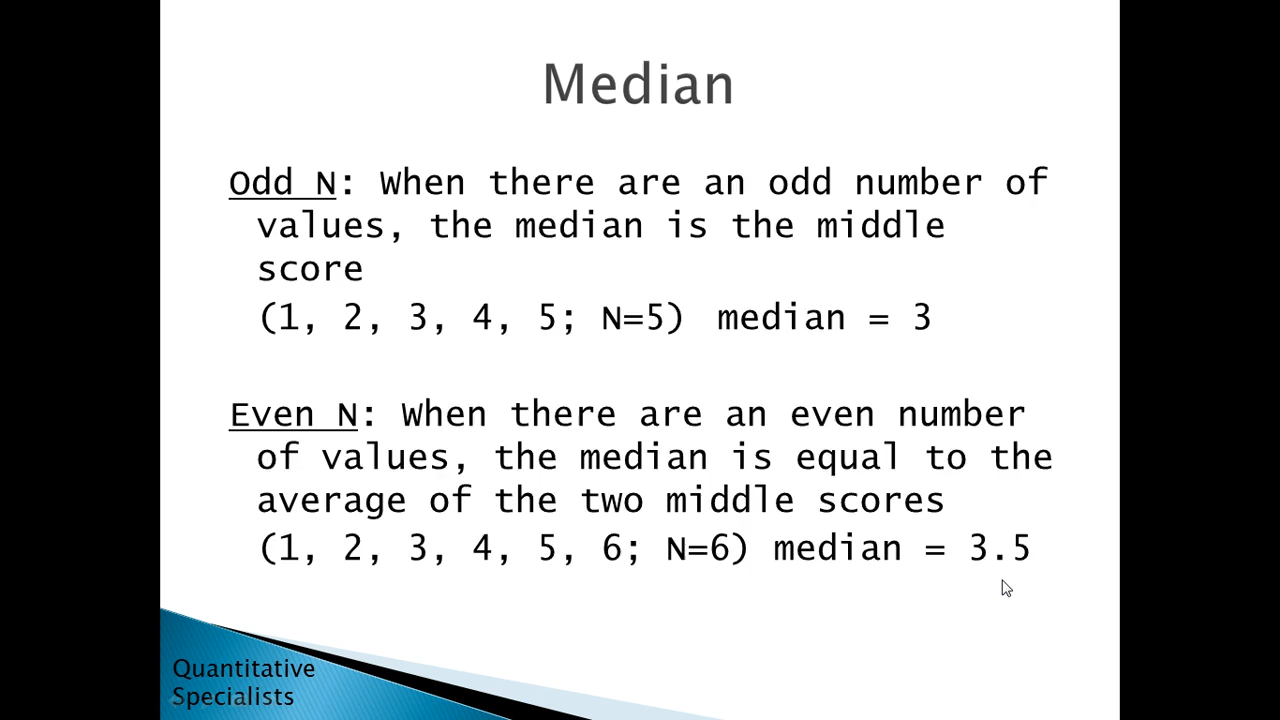 Median
Odd N: When there are an odd number of
values, the median is the middle
score
(1, 2, 3, 4, 5; N=5) median = 3
Even N: When there are an even number
of values, the median is equal to the
average of the two middle scores
(1, 2, 3, 4, 5, 6; N=6) median = 3.5
Quantitative
Specialists